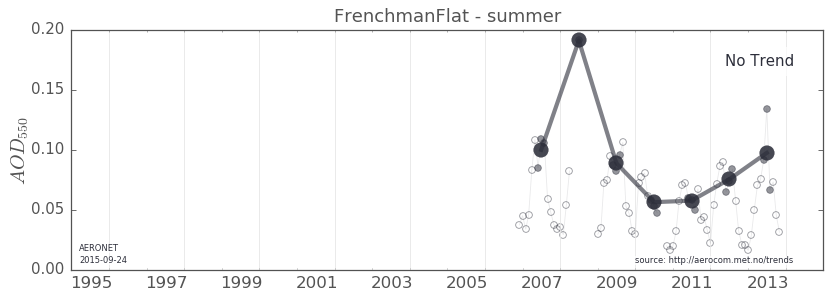 FrenchmanFlat - summer
0.20
0.15
0.10
0.05
0.00
AOD550
No Trend
AERONET
2015-09-24
source: http://aerocom.met.no/trends
1995 1997 1999 2001 2003 2005 2007 2009 2011 2013